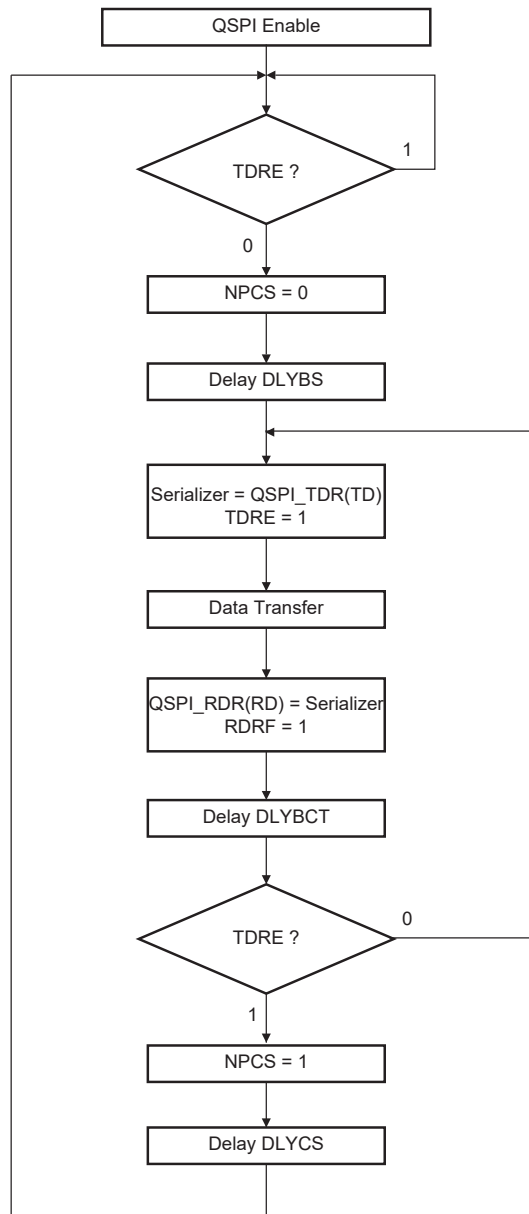 QSPI Enable
TDRE ?
1
0
NPCS = 0
Delay DLYBS
Serializer = QSPI_TDR(TD)
TDRE = 1
Data Transfer
QSPI_RDR(RD) = Serializer
RDRF = 1
Delay DLYBCT
TDRE ?
0
1
NPCS = 1
Delay DLYCS